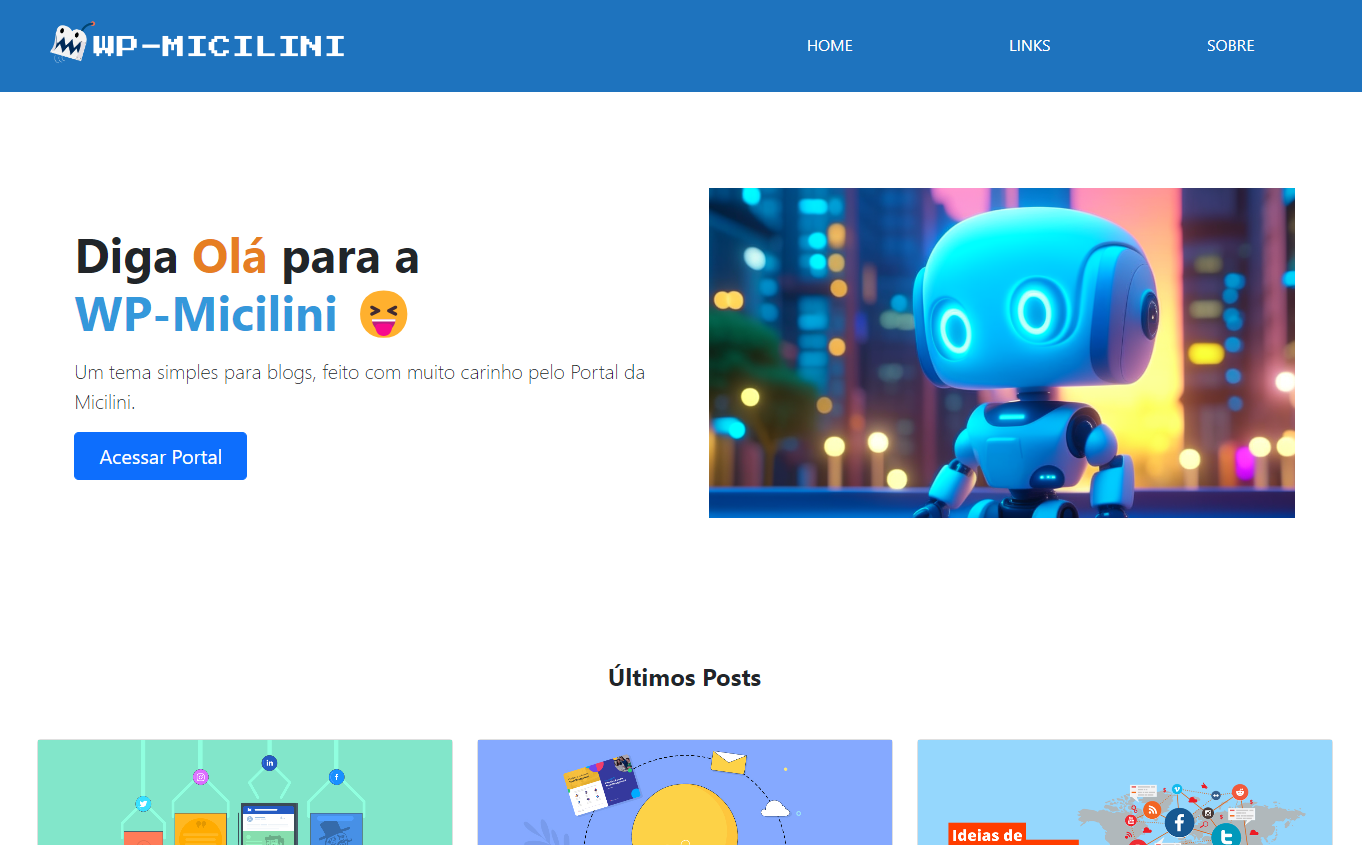 WP-MICILINI
HOME
LINKS
SOBRE
Diga Olá para a
WP-Micilini 😝
Um tema simples para blogs, feito com muito carinho pelo Portal da
Micilini.
Acessar Portal
Últimos Posts
Ideias de